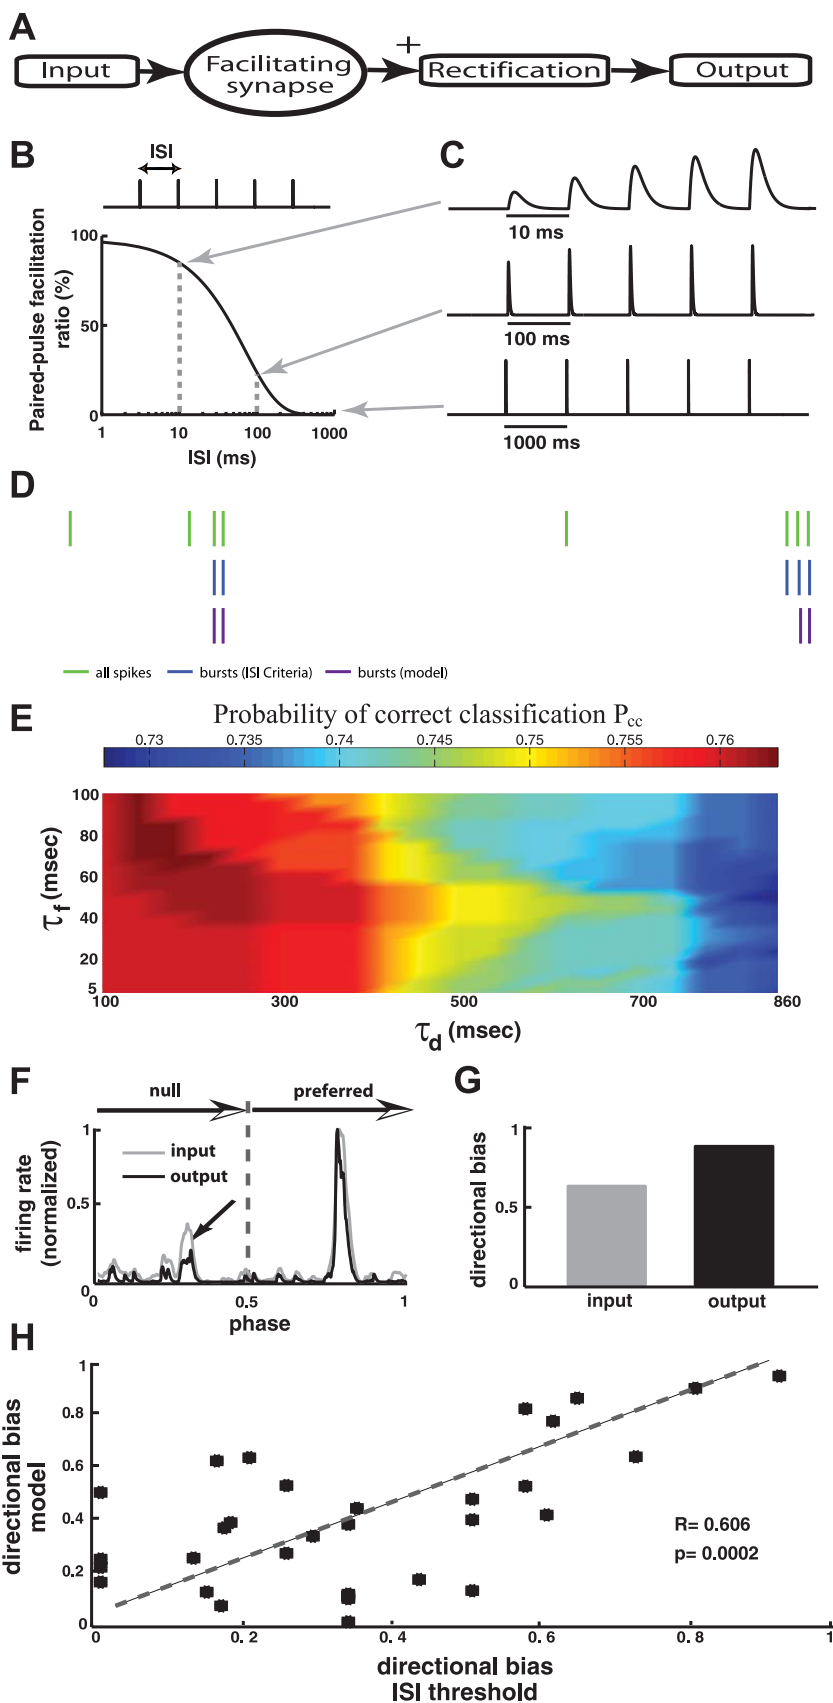 A
Input
Facilitating
synapse
+
Rectification
Output
B
ISI
C
Paired-pulse facilitation
ratio (%)
100
50
0
1
10
100
1000
ISI (ms)
10 ms
100 ms
1000 ms
D
all spikes
bursts (ISI Criteria)
bursts (model)
E
Probability of correct classification Pcc
0.73
0.735
0.74
0.745
0.75
0.755
0.76
τf (msec)
100
80
60
40
20
5
100
300
500
700
860
τd (msec)
F
null
preferred
input
output
firing rate
(normalized)
1
0.5
0
0
0.5
1
phase
G
directional bias
1
0.5
0
input
output
H
directional bias
model
1
0.8
0.6
0.4
0.2
0
0
0.2
0.4
0.6
0.8
1
R= 0.606
p= 0.0002
directional bias
ISI threshold